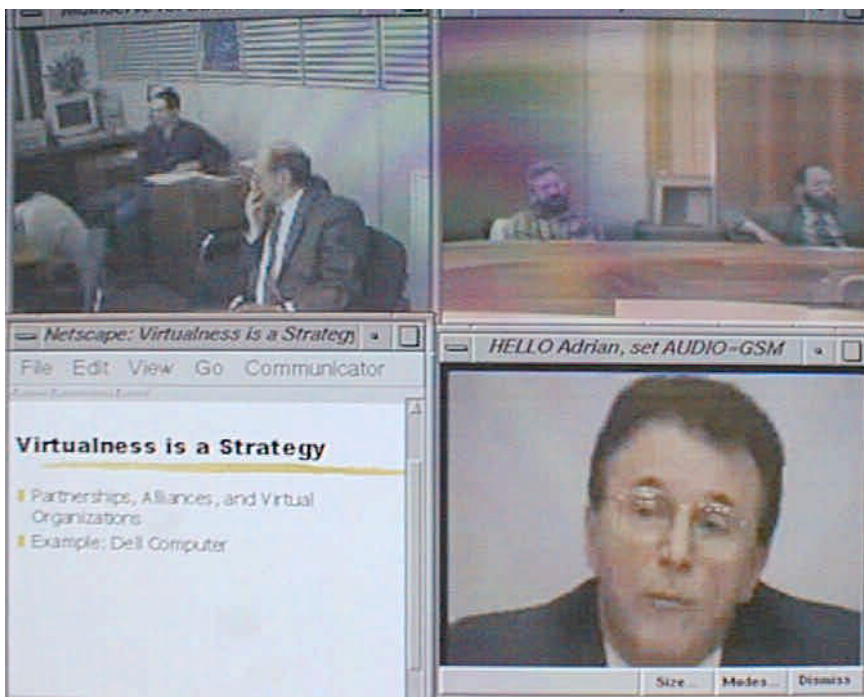 Netscape: Virtualness is a Strategy
HELLO Adrian, set AUDIO=GSM
File Edit View Go Communicator
Virtualness is a Strategy
Partnerships, Alliances, and Virtual
Organizations
Example: Dell Computer
Size... Modes... Dismiss